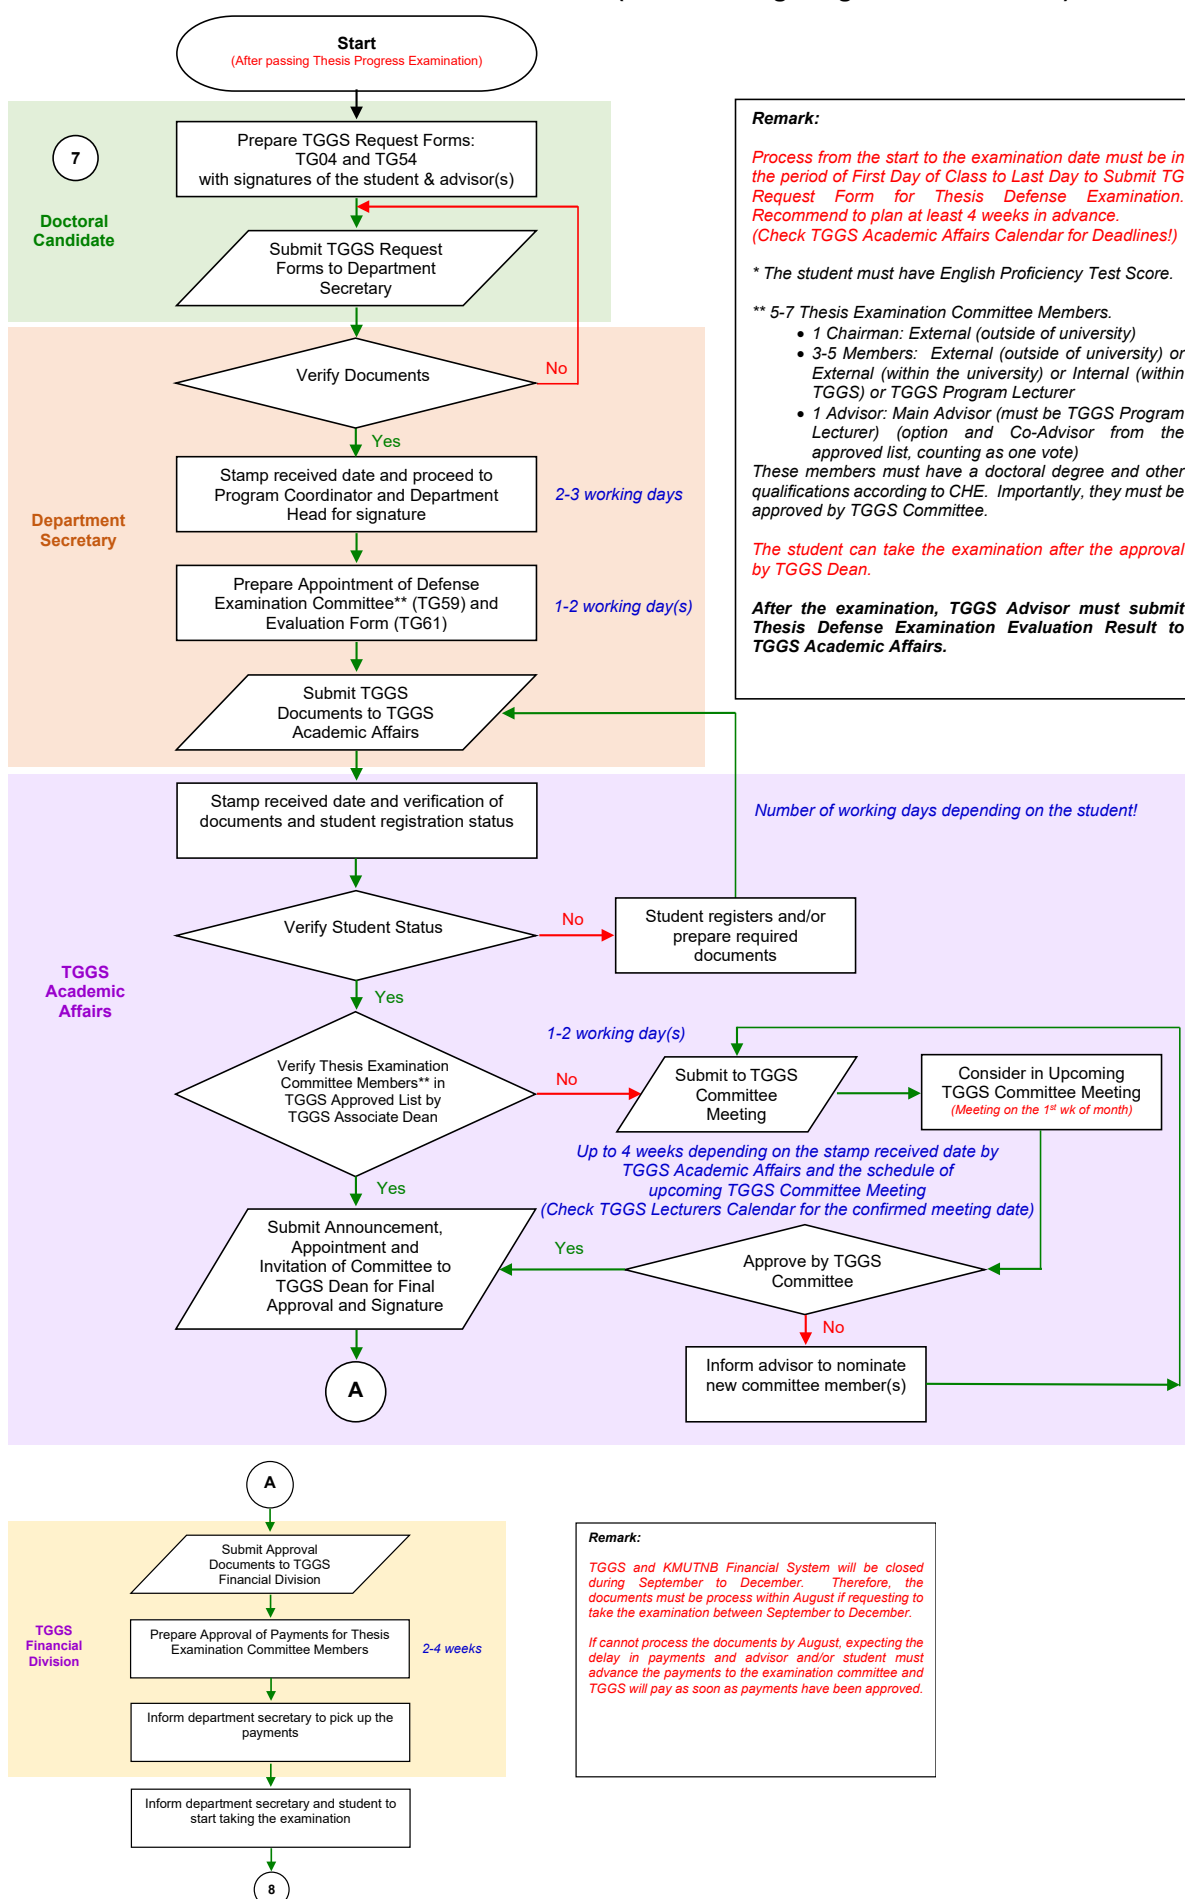 Start
(After passing Thesis Progress Examination)
7
Doctoral
Candidate
Prepare TGGS Request Forms:
TG04 and TG54
with signatures of the student & advisor(s)
Submit TGGS Request
Forms to Department
Secretary
Verify Documents
No
Yes
Department
Secretary
Stamp received date and proceed to
Program Coordinator and Department
Head for signature
2-3 working days
Prepare Appointment of Defense
Examination Committee** (TG59) and
Evaluation Form (TG61)
1-2 working day(s)
Submit TGGS
Documents to TGGS
Academic Affairs
Remark:
Process from the start to the examination date must be in
the period of First Day of Class to Last Day to Submit TG
Request Form for Thesis Defense Examination.
Recommend to plan at least 4 weeks in advance.
(Check TGGS Academic Affairs Calendar for Deadlines!)
* The student must have English Proficiency Test Score.
** 5-7 Thesis Examination Committee Members.
• 1 Chairman: External (outside of university)
• 3-5 Members: External (outside of university) or
External (within the university) or Internal (within
TGGS) or TGGS Program Lecturer
• 1 Advisor: Main Advisor (must be TGGS Program
Lecturer) (option and Co-Advisor from the
approved list, counting as one vote)
These members must have a doctoral degree and other
qualifications according to CHE. Importantly, they must be
approved by TGGS Committee.
The student can take the examination after the approval
by TGGS Dean.
After the examination, TGGS Advisor must submit
Thesis Defense Examination Evaluation Result to
TGGS Academic Affairs.
Stamp received date and verification of
documents and student registration status
Number of working days depending on the student!
Verify Student Status
No
Student registers and/or
prepare required
documents
TGGS
Academic
Affairs
Yes
1-2 working day(s)
Verify Thesis Examination
Committee Members** in
TGGS Approved List by
TGGS Associate Dean
No
Submit to TGGS
Committee
Meeting
Consider in Upcoming
TGGS Committee Meeting
(Meeting on the 1st wk of month)
Up to 4 weeks depending on the stamp received date by
TGGS Academic Affairs and the schedule of
upcoming TGGS Committee Meeting
(Check TGGS Lecturers Calendar for the confirmed meeting date)
Yes
Submit Announcement,
Appointment and
Invitation of Committee to
TGGS Dean for Final
Approval and Signature
Yes
Approve by TGGS
Committee
No
Inform advisor to nominate
new committee member(s)
A
A
Submit Approval
Documents to TGGS
Financial Division
TGGS
Financial
Division
Prepare Approval of Payments for Thesis
Examination Committee Members
2-4 weeks
Inform department secretary to pick up the
payments
Inform department secretary and student to
start taking the examination
8
Remark:
TGGS and KMUTNB Financial System will be closed
during September to December. Therefore, the
documents must be process within August if requesting to
take the examination between September to December.
If cannot process the documents by August, expecting the
delay in payments and advisor and/or student must
advance the payments to the examination committee and
TGGS will pay as soon as payments have been approved.